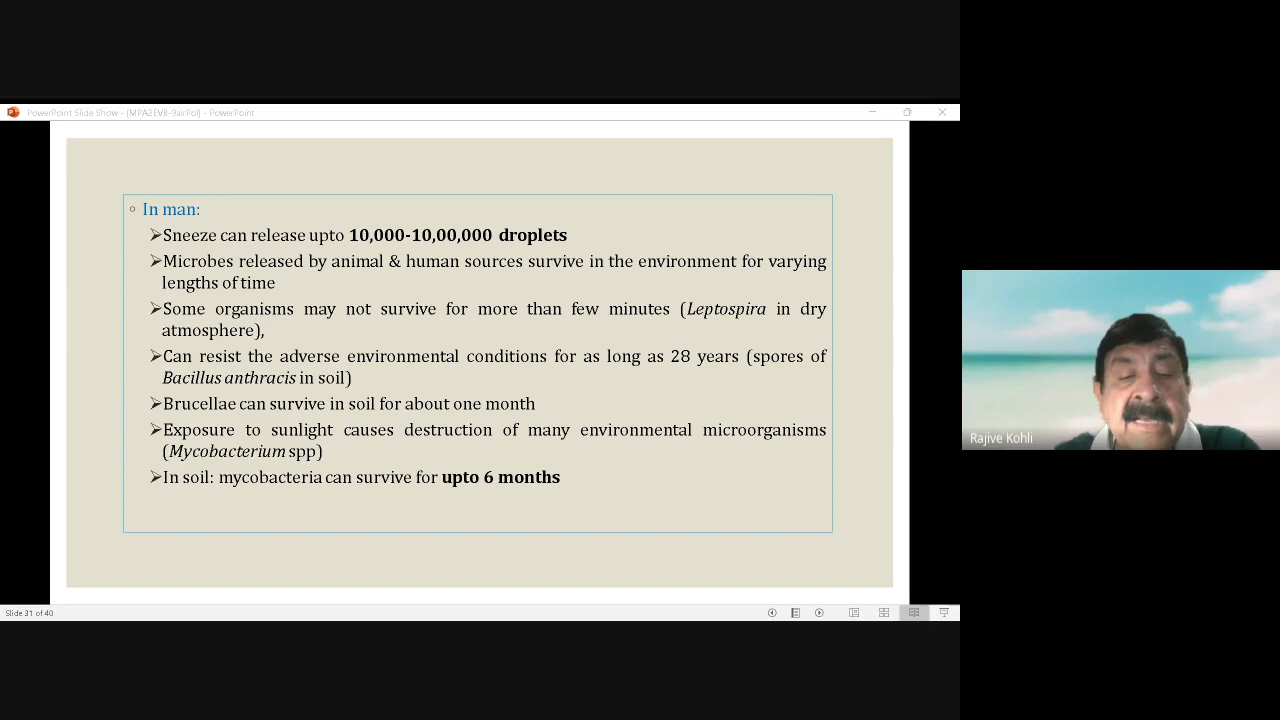 PowerPoint Slide Show - [MPA2EVB-9airPol] - PowerPoint
In man:
Sneeze can release upto 10,000-10,00,000 droplets
Microbes released by animal & human sources survive in the environment for varying
lengths of time
Some organisms may not survive for more than few minutes (Leptospira in dry
atmosphere),
Can resist the adverse environmental conditions for as long as 28 years (spores of
Bacillus anthracis in soil)
Brucellae can survive in soil for about one month
Exposure to sunlight causes destruction of many environmental microorganisms
(Mycobacterium spp)
In soil: mycobacteria can survive for upto 6 months
Rajive Kohli
Slide 31 of 40